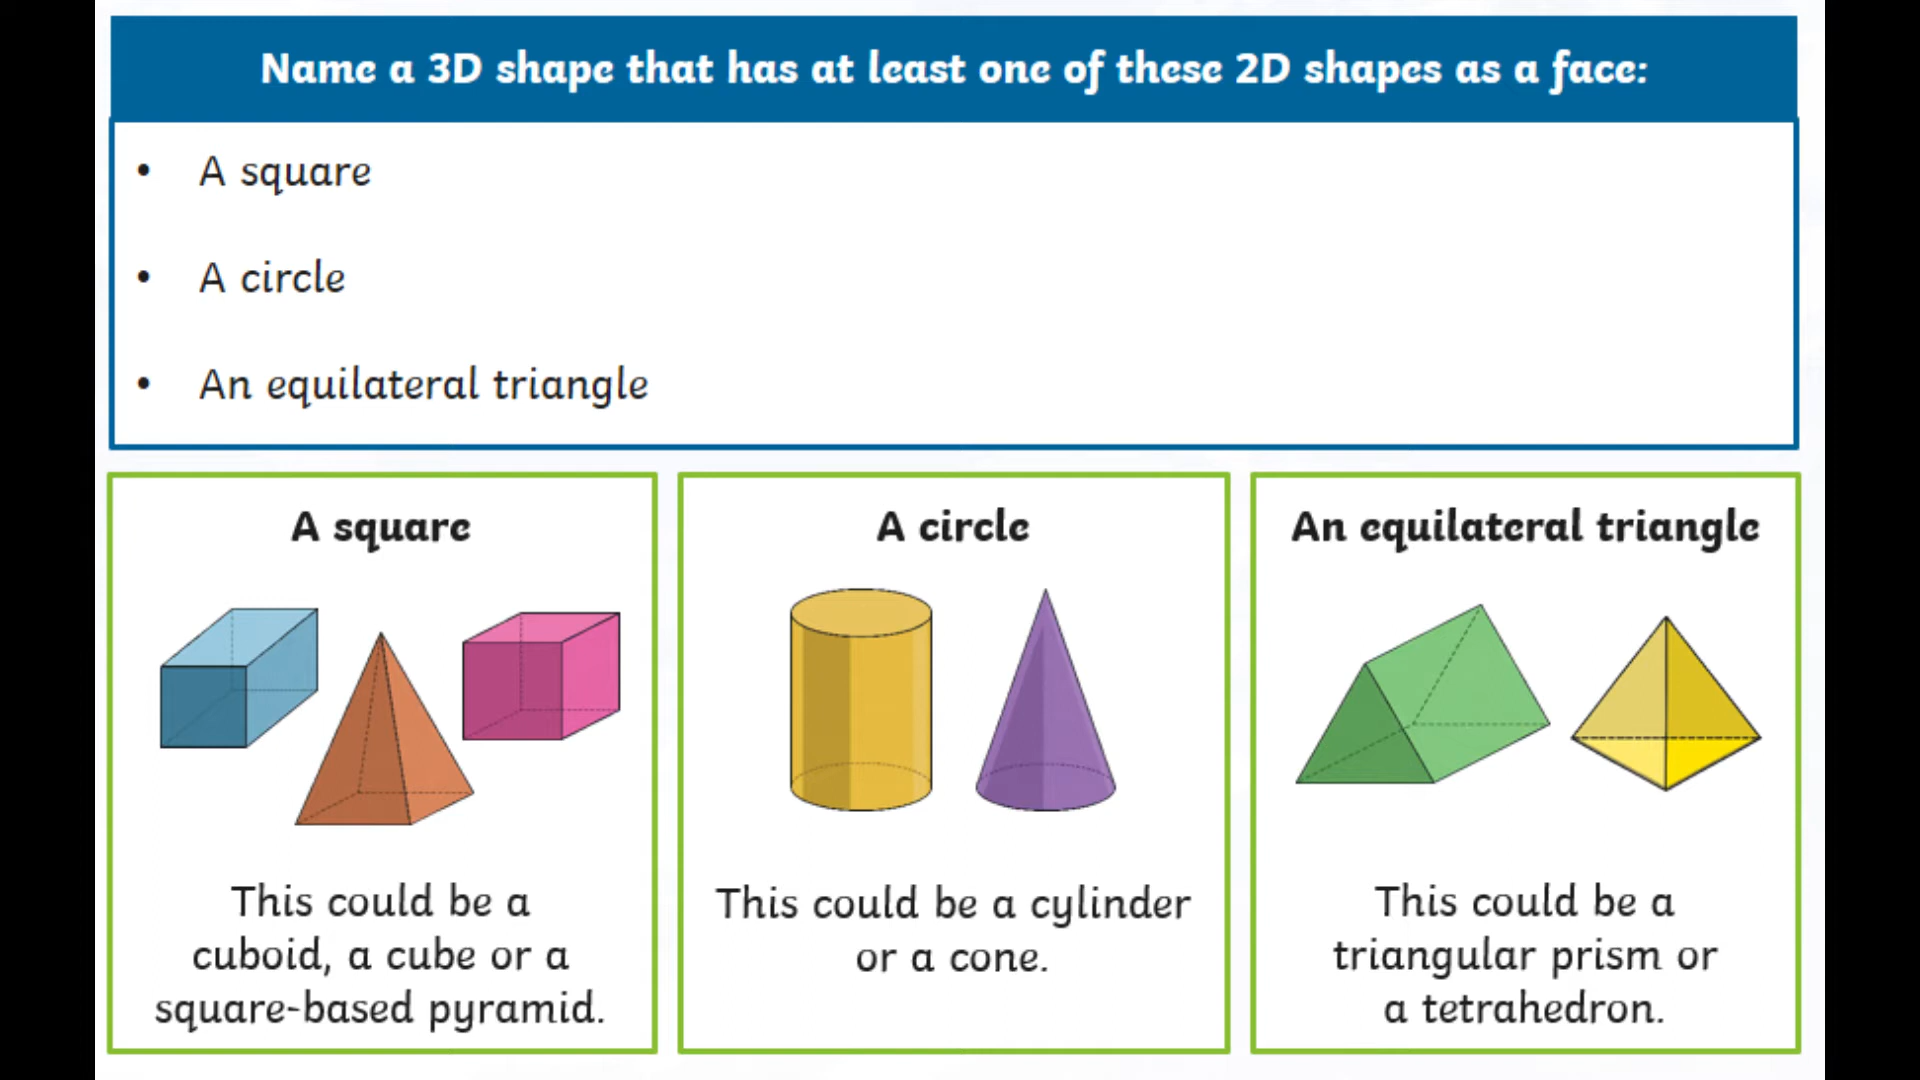 Name a 3D shape that has at least one of these 2D shapes as a face:
• A square
• A circle
• An equilateral triangle
A square
This could be a
cuboid, a cube or a
square-based pyramid.
A circle
This could be a cylinder
or a cone.
An equilateral triangle
This could be a
triangular prism or
a tetrahedron.